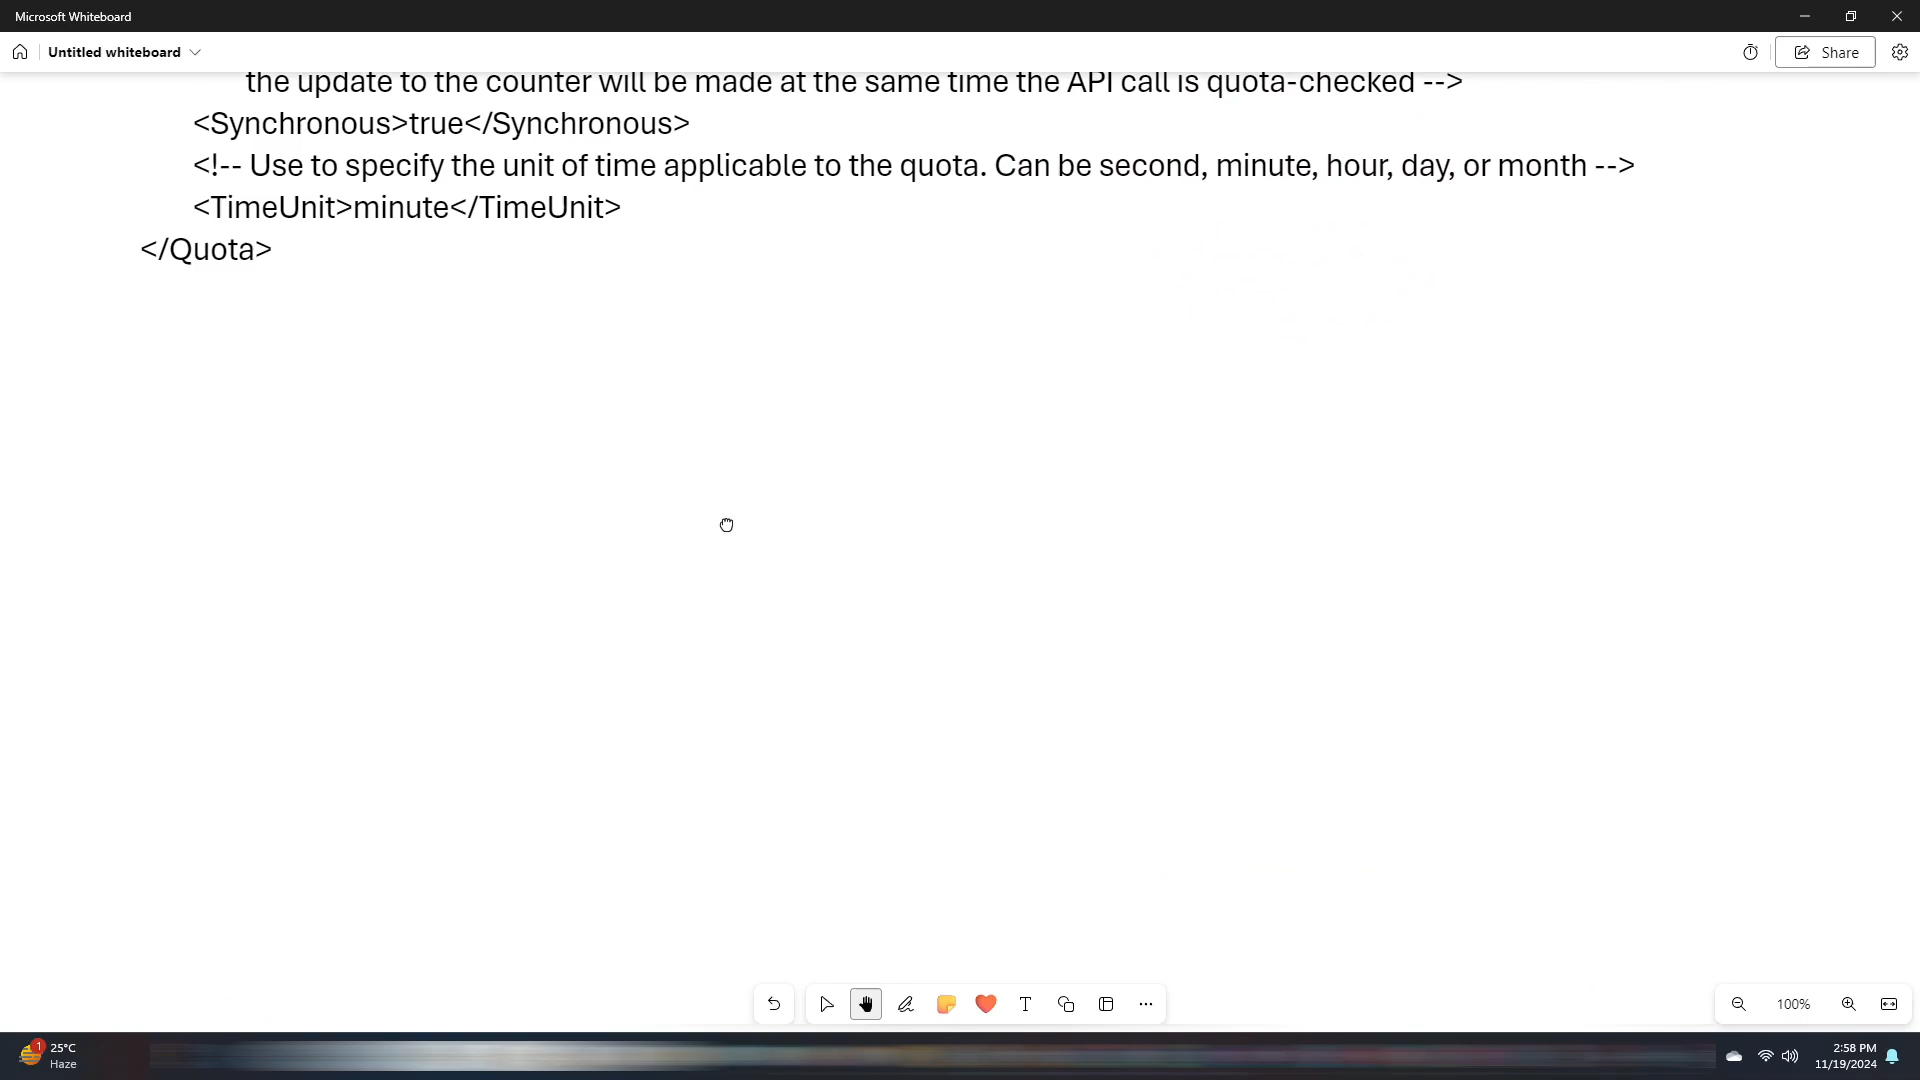 Microsoft Whiteboard
Untitled whiteboard
Share
the update to the counter will be made at the same time the API call is quota-checked -->
<Synchronous>true</Synchronous>
<!-- Use to specify the unit of time applicable to the quota. Can be second, minute, hour, day, or month -->
<TimeUnit>minute</TimeUnit>
</Quota>
T
100%
1
25°C
Haze
2:58 PM
11/19/2024